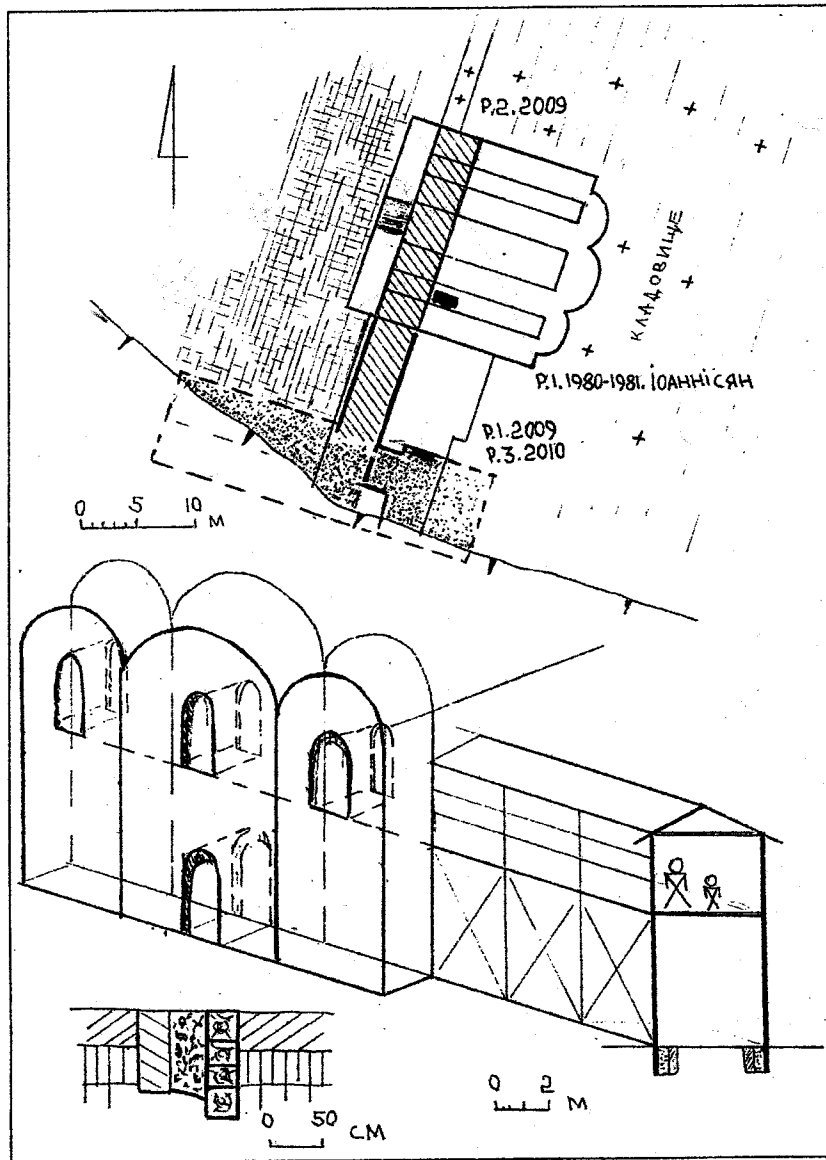 Р.2.2009
КЛАДОВИЩЕ
Р.1.1980-1981. ІОАННІСЯН
Р.1.2009
Р.3.2010
0 5 10 М
0 2 М
0 50 СМ